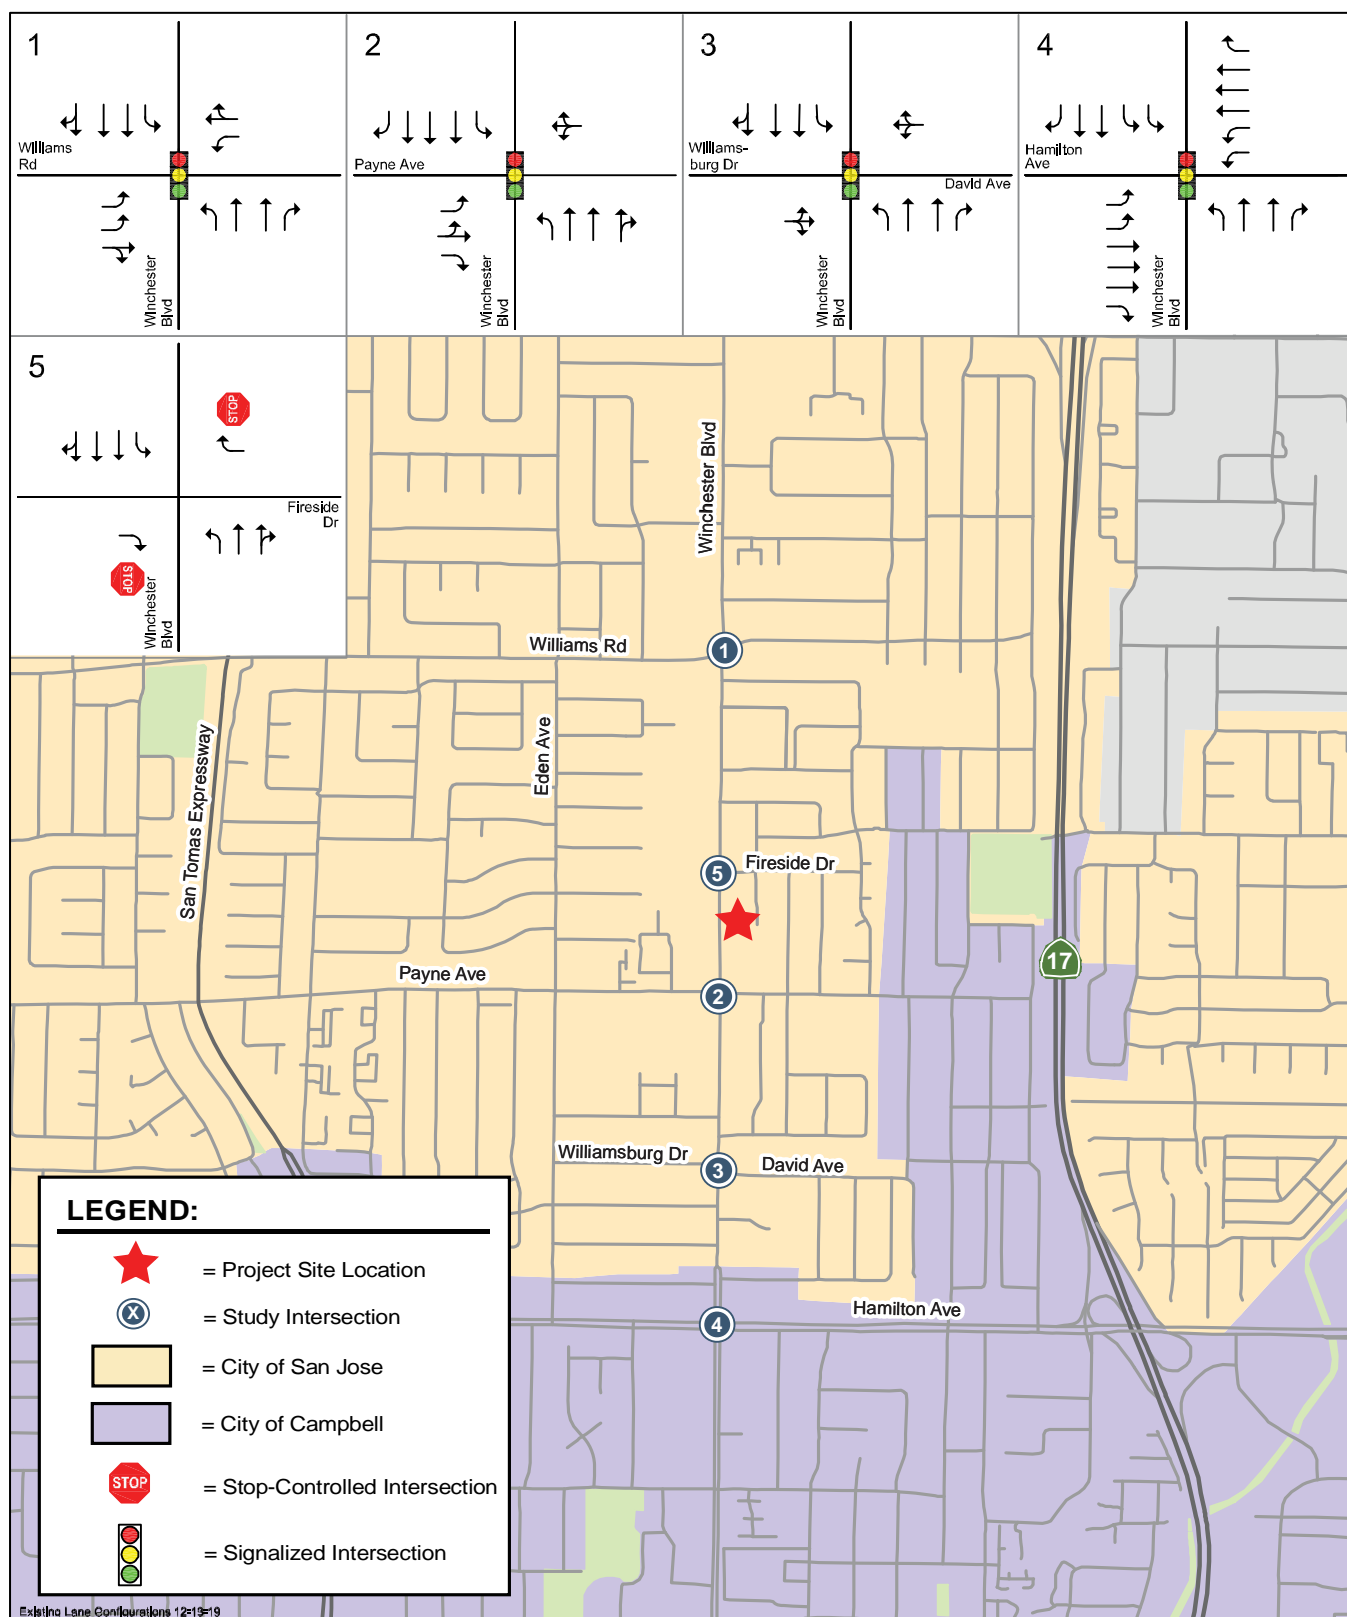 1
Williams
Rd
Winchester
Blvd
2
Payne Ave
Winchester
Blvd
3
Williams-
burg Dr
David Ave
Winchester
Blvd
4
Hamilton
Ave
Winchester
Blvd
5
STOP
Fireside
Dr
STOP
Winchester
Blvd
Winchester Blvd
Williams Rd
1
Eden Ave
San Tomas Expressway
5
Fireside Dr
17
Payne Ave
2
Williamsburg Dr
3
David Ave
Hamilton Ave
4
LEGEND:
= Project Site Location
X
= Study Intersection
= City of San Jose
= City of Campbell
STOP
= Stop-Controlled Intersection
= Signalized Intersection
Existing Lane Configurations 12-19-19